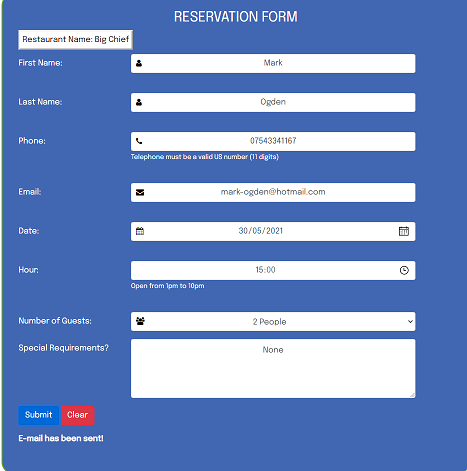 RESERVATION FORM
Restaurant Name: Big Chief
First Name: Mark
Last Name: Ogden
Phone: 07543341167
Telephone must be a valid US number (11 digits)
Email: mark-ogden@hotmail.com
Date: 30/05/2021
Hour: 15:00
Open from 1pm to 10pm
Number of Guests: 2 People
Special Requirements? None
Submit Clear
E-mail has been sent!